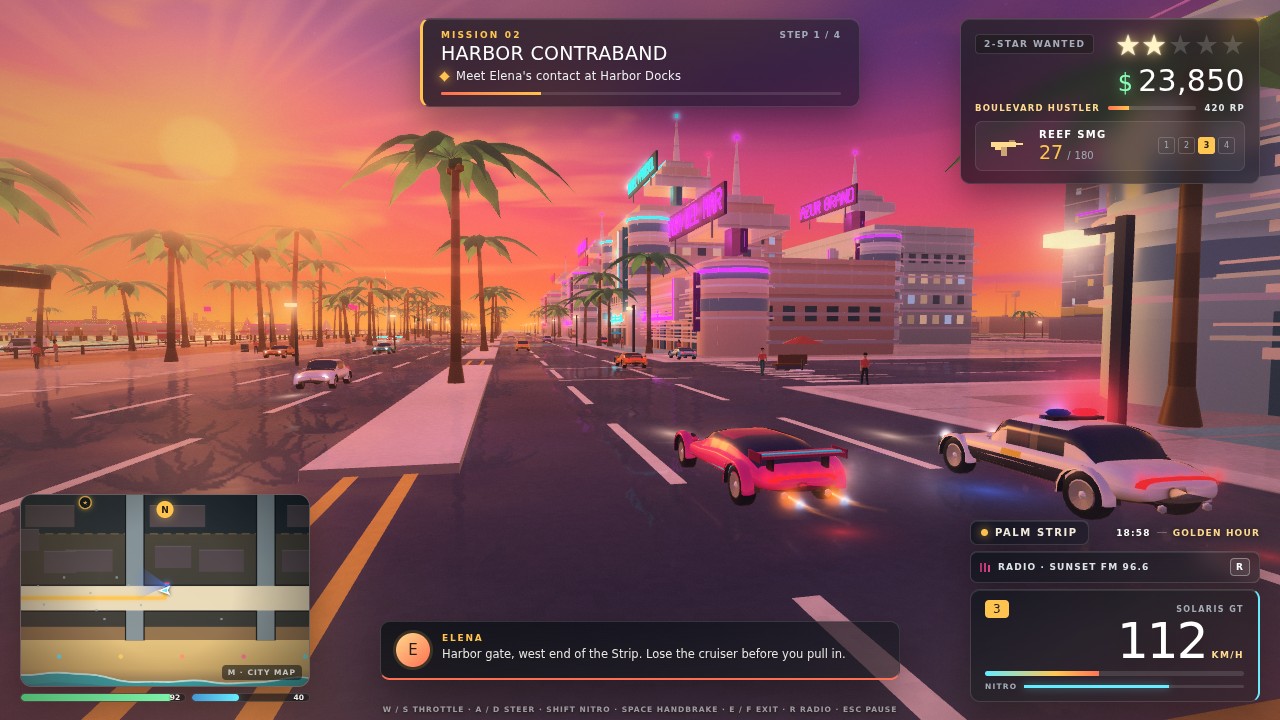 MISSION 02
STEP 1 / 4
HARBOR CONTRABAND
Meet Elena's contact at Harbor Docks
2-STAR WANTED
$ 23,850
BOULEVARD HUSTLER
420 RP
REEF SMG
27 / 180
1 2 3 4
N
M · CITY MAP
92
40
E
ELENA
Harbor gate, west end of the Strip. Lose the cruiser before you pull in.
PALM STRIP
18:58 — GOLDEN HOUR
RADIO · SUNSET FM 96.6
R
3
SOLARIS GT
112 KM/H
NITRO
W / S THROTTLE · A / D STEER · SHIFT NITRO · SPACE HANDBRAKE · E / F EXIT · R RADIO · ESC PAUSE